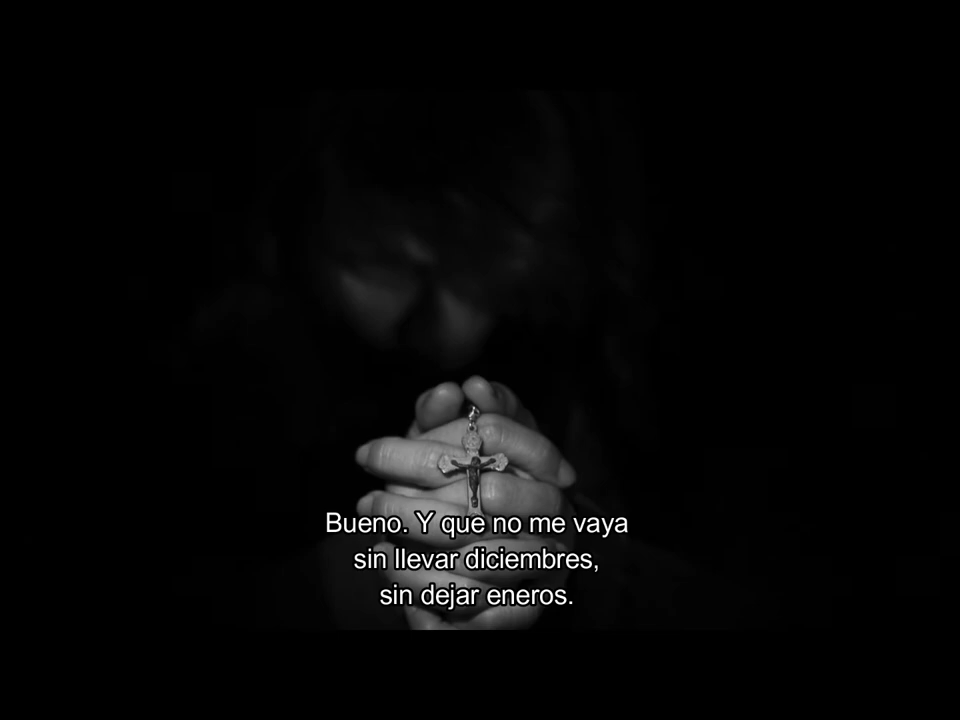 Bueno. Y que no me vaya
sin llevar diciembres,
sin dejar eneros.